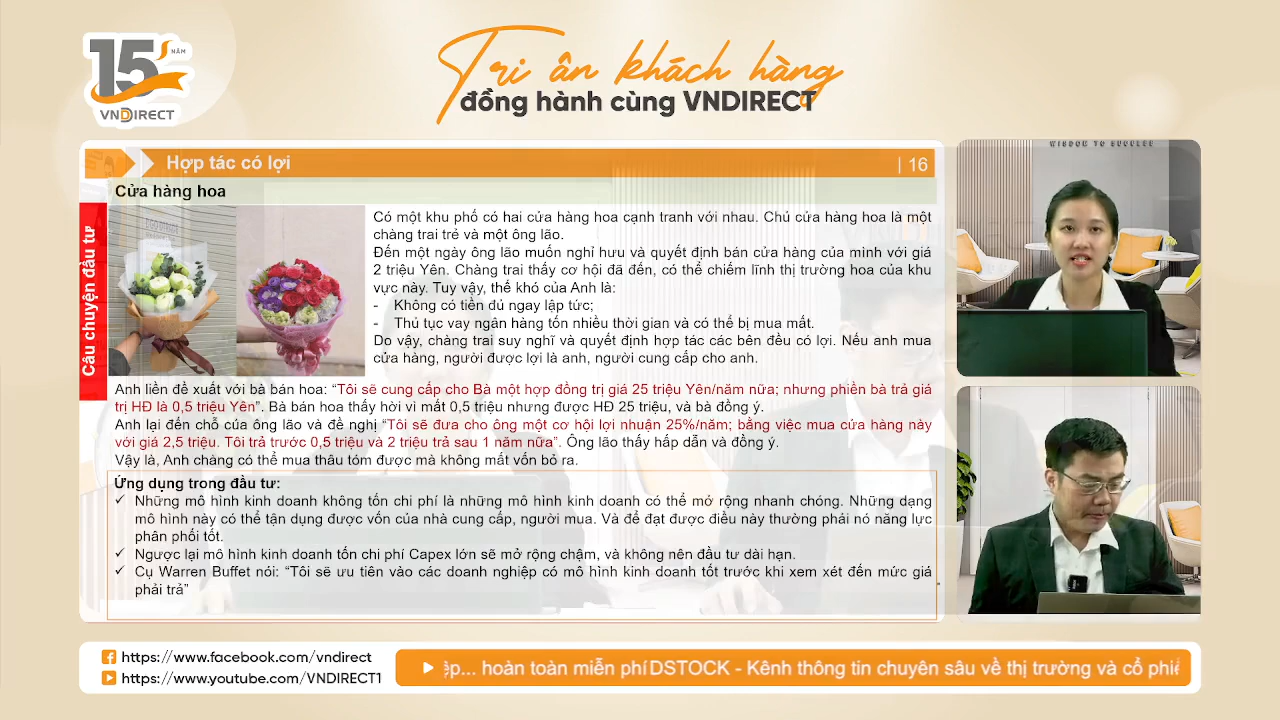 15 NĂM
VNDIRECT
Tri ân khách hàng
đồng hành cùng VNDIRECT
Hợp tác có lợi
| 16
Cửa hàng hoa
Câu chuyện đầu tư
Có một khu phố có hai cửa hàng hoa cạnh tranh với nhau. Chủ cửa hàng hoa là một
chàng trai trẻ và một ông lão.
Đến một ngày ông lão muốn nghỉ hưu và quyết định bán cửa hàng của mình với giá
2 triệu Yên. Chàng trai thấy cơ hội đã đến, có thể chiếm lĩnh thị trường hoa của khu
vực này. Tuy vậy, thế khó của Anh là:
- Không có tiền đủ ngay lập tức;
- Thủ tục vay ngân hàng tốn nhiều thời gian và có thể bị mua mất.
Do vậy, chàng trai suy nghĩ và quyết định hợp tác các bên đều có lợi. Nếu anh mua
cửa hàng, người được lợi là anh, người cung cấp cho anh.
Anh liền đề xuất với bà bán hoa: “Tôi sẽ cung cấp cho Bà một hợp đồng trị giá 25 triệu Yên/năm nữa; nhưng phiền bà trả giá
trị HĐ là 0,5 triệu Yên”. Bà bán hoa thấy hời vì mất 0,5 triệu nhưng được HĐ 25 triệu, và bà đồng ý.
Anh lại đến chỗ của ông lão và đề nghị “Tôi sẽ đưa cho ông một cơ hội lợi nhuận 25%/năm; bằng việc mua cửa hàng này
với giá 2,5 triệu. Tôi trả trước 0,5 triệu và 2 triệu trả sau 1 năm nữa”. Ông lão thấy hấp dẫn và đồng ý.
Vậy là, Anh chàng có thể mua thâu tóm được mà không mất vốn bỏ ra.
Ứng dụng trong đầu tư:
✓ Những mô hình kinh doanh không tốn chi phí là những mô hình kinh doanh có thể mở rộng nhanh chóng. Những dạng
mô hình này có thể tận dụng được vốn của nhà cung cấp, người mua. Và để đạt được điều này thường phải nó năng lực
phân phối tốt.
✓ Ngược lại mô hình kinh doanh tốn chi phí Capex lớn sẽ mở rộng chậm, và không nên đầu tư dài hạn.
✓ Cụ Warren Buffet nói: “Tôi sẽ ưu tiên vào các doanh nghiệp có mô hình kinh doanh tốt trước khi xem xét đến mức giá
phải trả”
WISDOM TO SUCCESS
https://www.facebook.com/vndirect
https://www.youtube.com/VNDIRECT1
ệp... hoàn toàn miễn phí DSTOCK - Kênh thông tin chuyên sâu về thị trường và cổ phiế